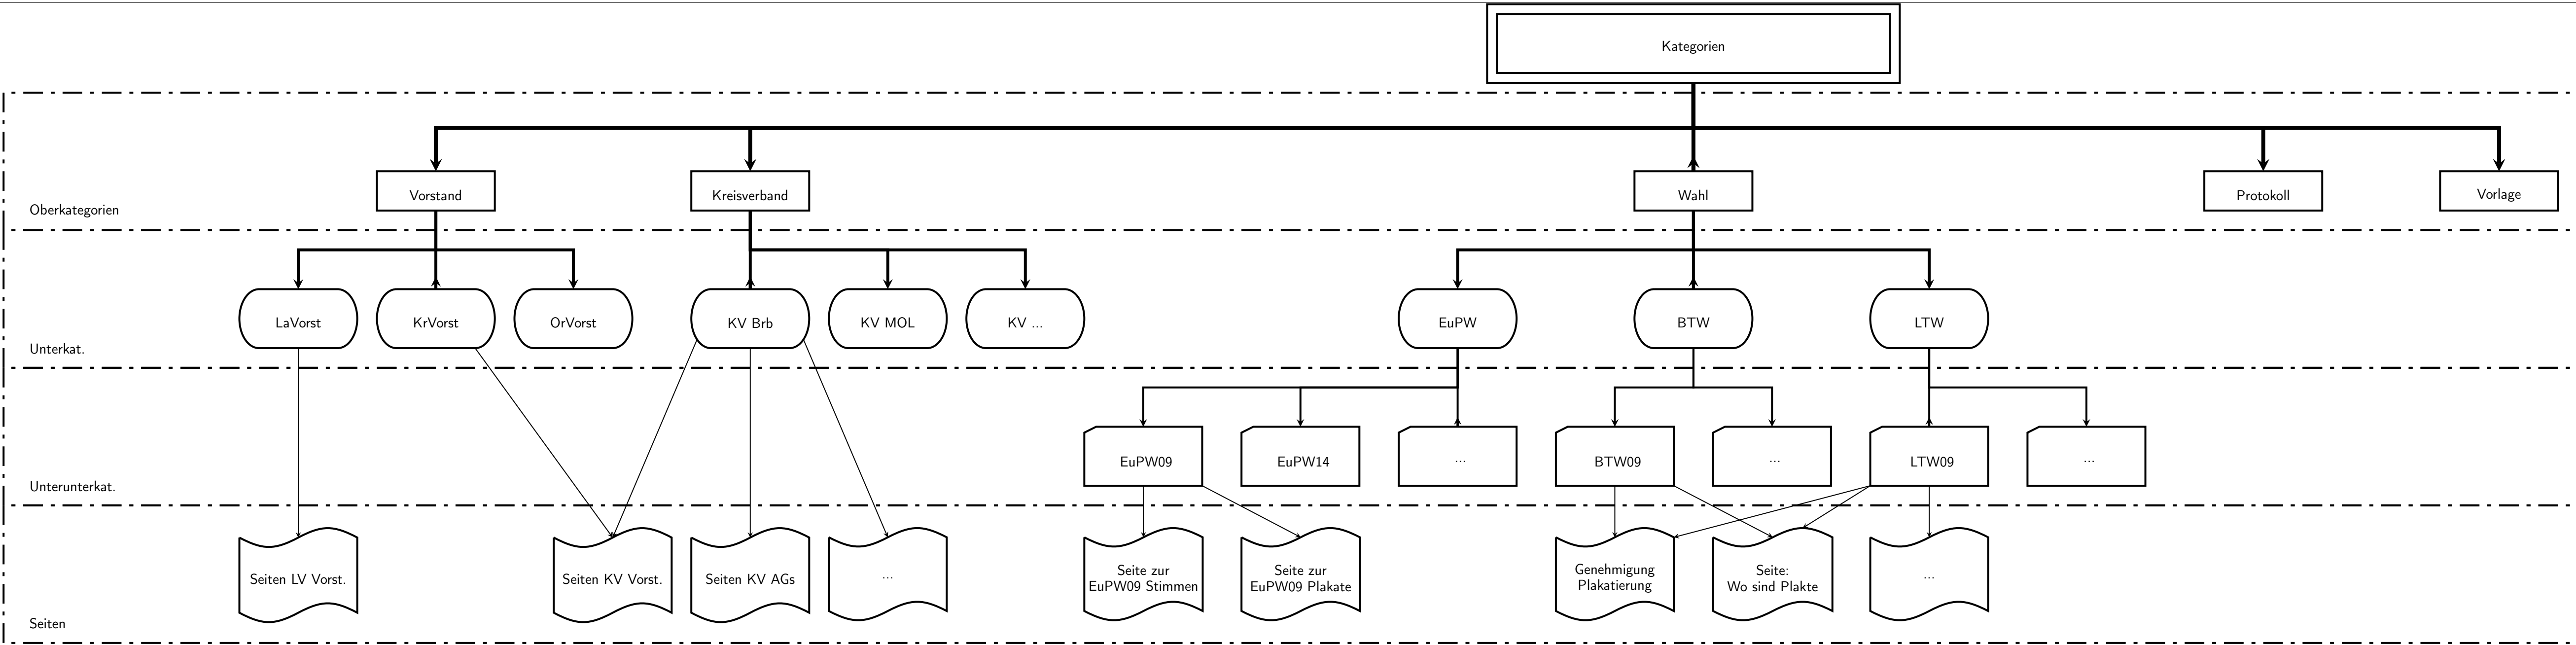 Kategorien
Vorstand
Kreisverband
Wahl
Protokoll
Vorlage
Oberkategorien
LaVorst
KrVorst
OrVorst
KV Brb
KV MOL
KV ...
EuPW
BTW
LTW
Unterkat.
EuPW09
EuPW14
...
BTW09
...
LTW09
...
Unterunterkat.
Seiten LV Vorst.
Seiten KV Vorst.
Seiten KV AGs
...
Seite zur
EuPW09 Stimmen
Seite zur
EuPW09 Plakate
Genehmigung
Plakatierung
Seite:
Wo sind Plakte
...
Seiten